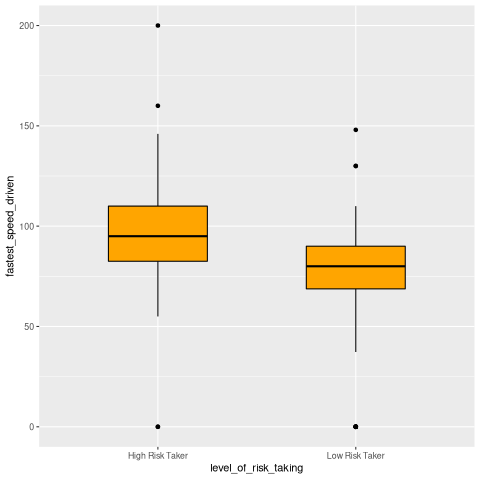 fastest_speed_driven
200
150
100
50
0
High Risk Taker
Low Risk Taker
level_of_risk_taking